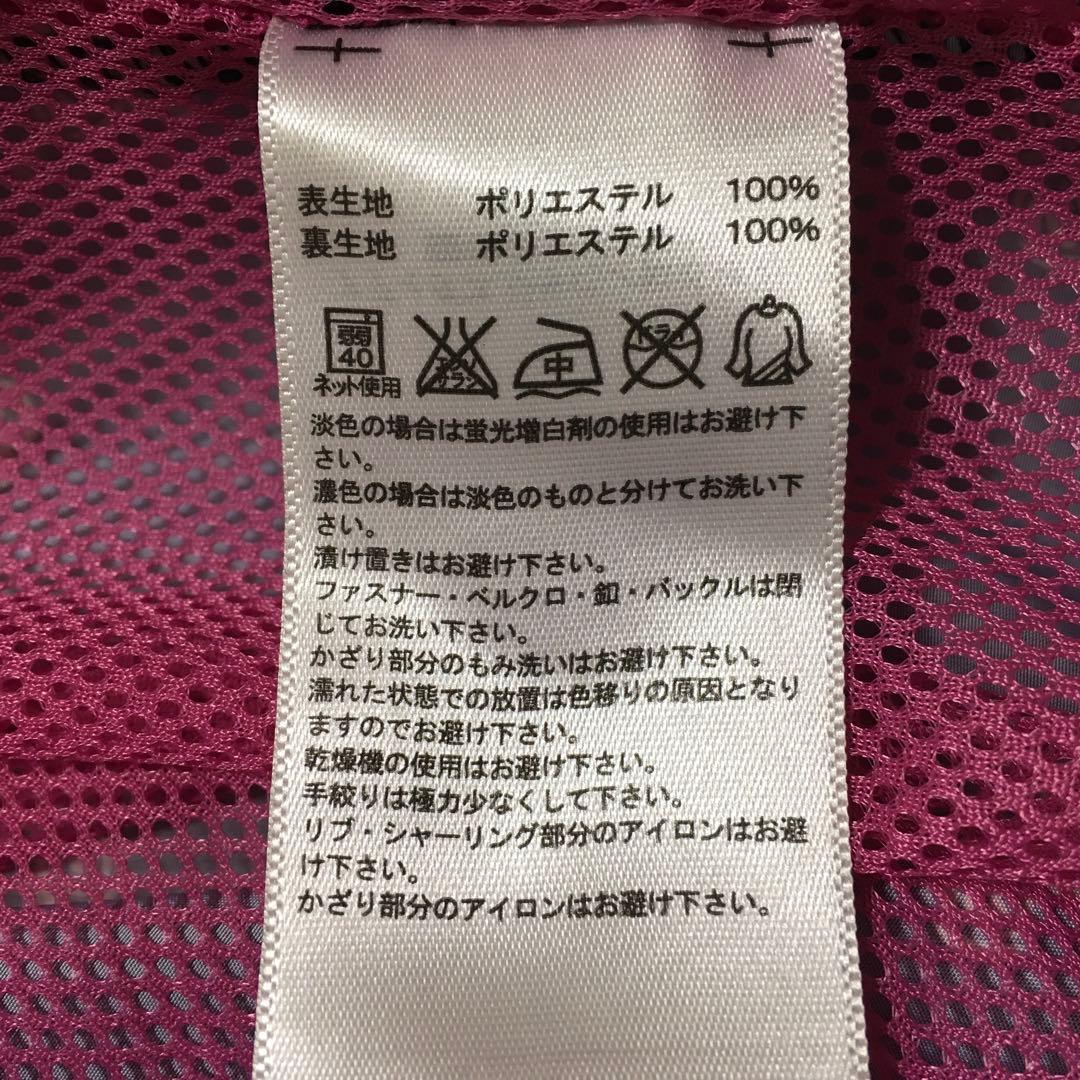 表生地 ポリエステル 100%
裏生地 ポリエステル 100%
弱
40
ネット使用
中
ドライ
淡色の場合は蛍光増白剤の使用はお避け下
さい。
濃色の場合は淡色のものと分けてお洗い下
さい。
漬け置きはお避け下さい。
ファスナー・ベルクロ・釦・バックルは閉
じてお洗い下さい。
かざり部分のもみ洗いはお避け下さい。
濡れた状態での放置は色移りの原因となり
ますのでお避け下さい。
乾燥機の使用はお避け下さい。
手絞りは極力少なくして下さい。
リブ・シャーリング部分のアイロンはお避
け下さい。
かざり部分のアイロンはお避け下さい。